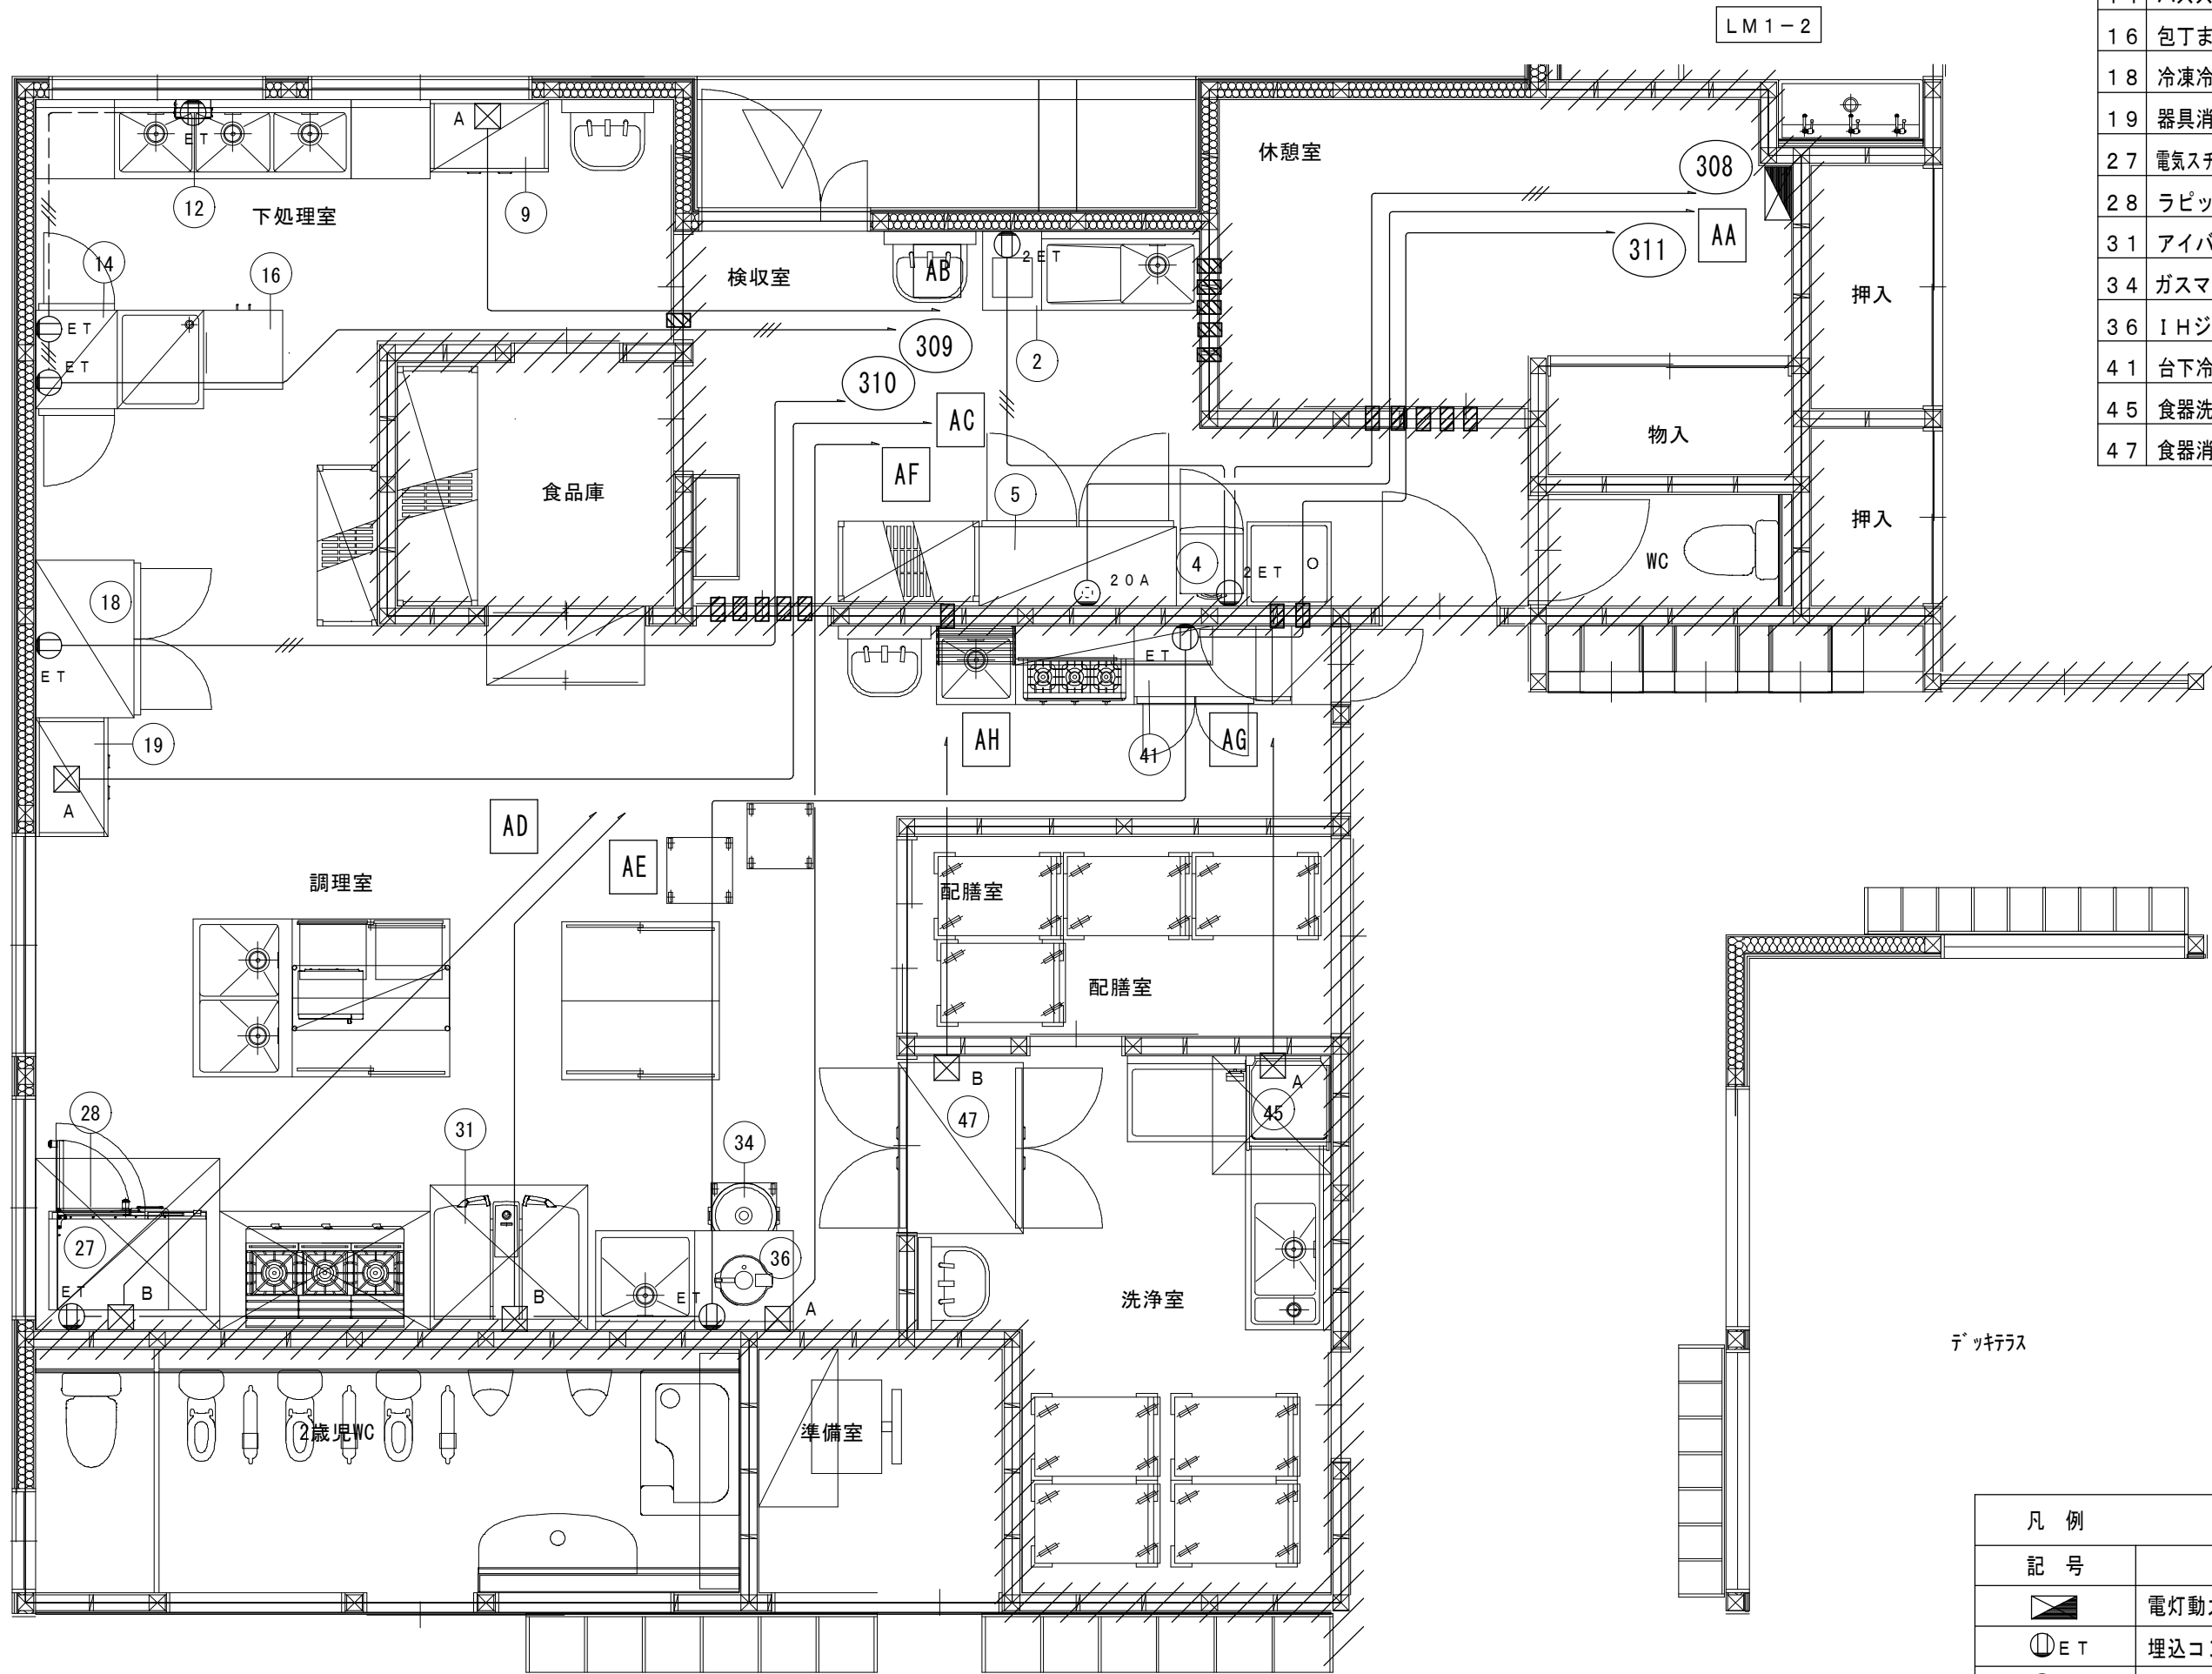 LM1-2
16 包丁ま
18 冷凍冷
19 器具消
27 電気スチ
28 ラピッ
31 アイバ
34 ガスマ
36 IHジ
41 台下冷
45 食器洗
47 食器消
A
ET
12
9
下処理室
14
16
ET
ET
検収室
AB
2ET
2
休憩室
308
AA
311
押入
309
310
AC
AF
食品庫
5
20A
4
2ET
物入
WC
押入
18
ET
19
A
ET
41
AH
AG
AD
AE
調理室
配膳室
配膳室
28
27
ET
B
31
B
34
36
ET
A
B
47
A
45
洗浄室
2歳児WC
準備室
デッキテラス
凡 例
記 号
電灯動
ET 埋込コ